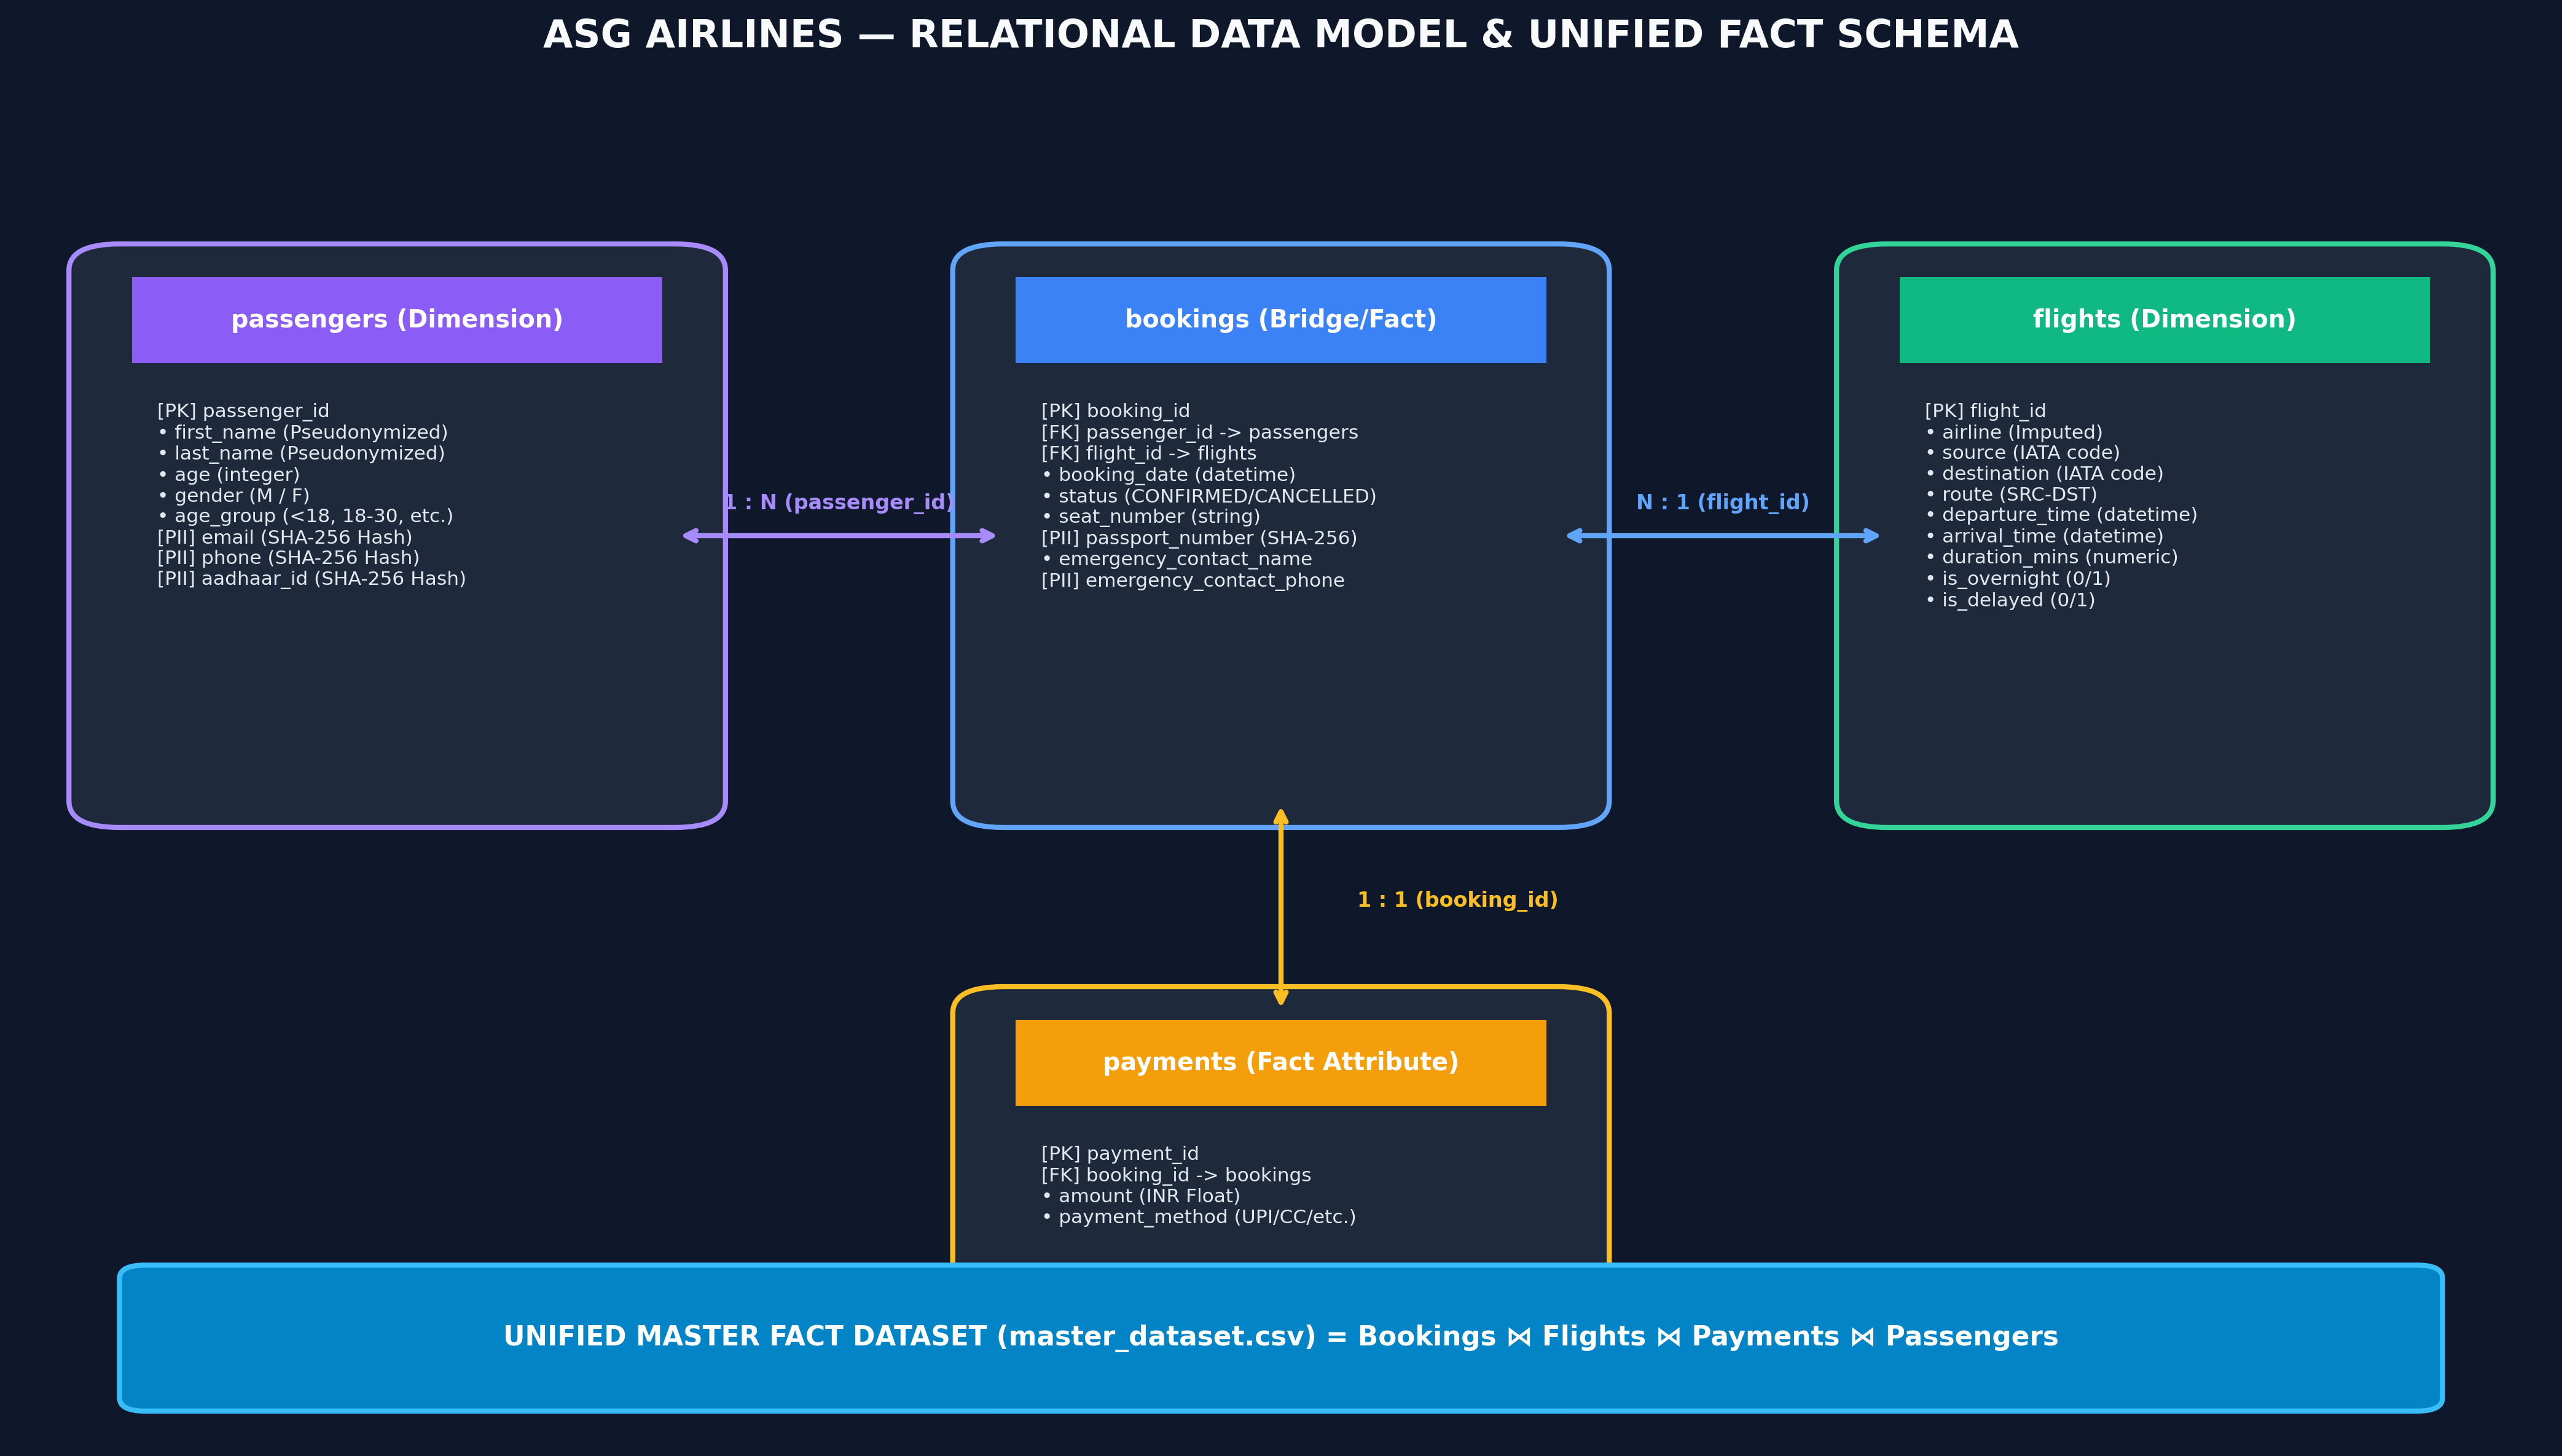 ASG AIRLINES — RELATIONAL DATA MODEL & UNIFIED FACT SCHEMA
passengers (Dimension)
[PK] passenger_id
• first_name (Pseudonymized)
• last_name (Pseudonymized)
• age (integer)
• gender (M / F)
• age_group (<18, 18-30, etc.)
[PII] email (SHA-256 Hash)
[PII] phone (SHA-256 Hash)
[PII] aadhaar_id (SHA-256 Hash)
1 : N (passenger_id)
bookings (Bridge/Fact)
[PK] booking_id
[FK] passenger_id -> passengers
[FK] flight_id -> flights
• booking_date (datetime)
• status (CONFIRMED/CANCELLED)
• seat_number (string)
[PII] passport_number (SHA-256)
• emergency_contact_name
[PII] emergency_contact_phone
N : 1 (flight_id)
flights (Dimension)
[PK] flight_id
• airline (Imputed)
• source (IATA code)
• destination (IATA code)
• route (SRC-DST)
• departure_time (datetime)
• arrival_time (datetime)
• duration_mins (numeric)
• is_overnight (0/1)
• is_delayed (0/1)
1 : 1 (booking_id)
payments (Fact Attribute)
[PK] payment_id
[FK] booking_id -> bookings
• amount (INR Float)
• payment_method (UPI/CC/etc.)
UNIFIED MASTER FACT DATASET (master_dataset.csv) = Bookings ⋈ Flights ⋈ Payments ⋈ Passengers